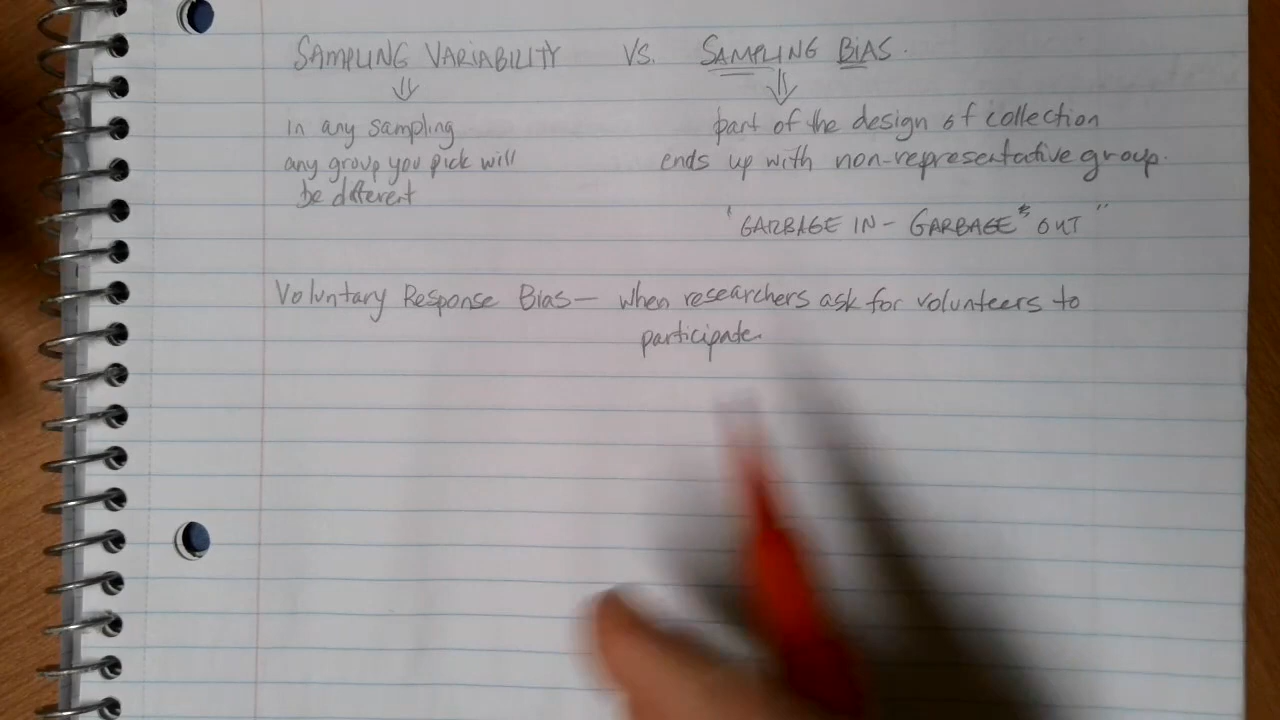 SAMPLING VARIABILITY VS. SAMPLING BIAS.
⇓ ⇓
in any sampling
any group you pick will
be different
part of the design of collection
ends up with non-representative group.
"GARBAGE IN - GARBAGE* OUT"
Voluntary Response Bias — when researchers ask for volunteers to
participate.